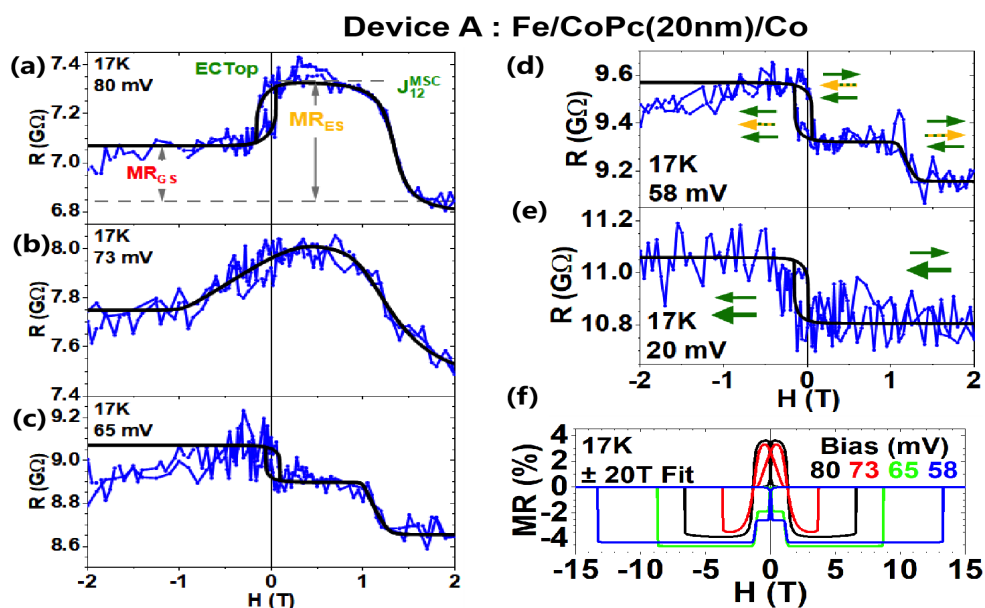 Device A : Fe/CoPc(20nm)/Co
(a)
17K
80 mV
ECTop
J12^MSC
MR_ES
MR_GS
R (GΩ)
7.4
7.2
7.0
6.8
(b)
17K
73 mV
R (GΩ)
8.0
7.8
7.6
7.4
(c)
17K
65 mV
R (GΩ)
9.2
9.0
8.8
8.6
-2 -1 0 1 2
H (T)
(d)
17K
58 mV
R (GΩ)
9.6
9.4
9.2
(e)
17K
20 mV
R (GΩ)
11.2
11.0
10.8
-2 -1 0 1 2
H (T)
(f)
17K
± 20T Fit
Bias (mV)
80 73 65 58
MR (%)
4
2
0
-2
-4
-15 -10 -5 0 5 10 15
H (T)